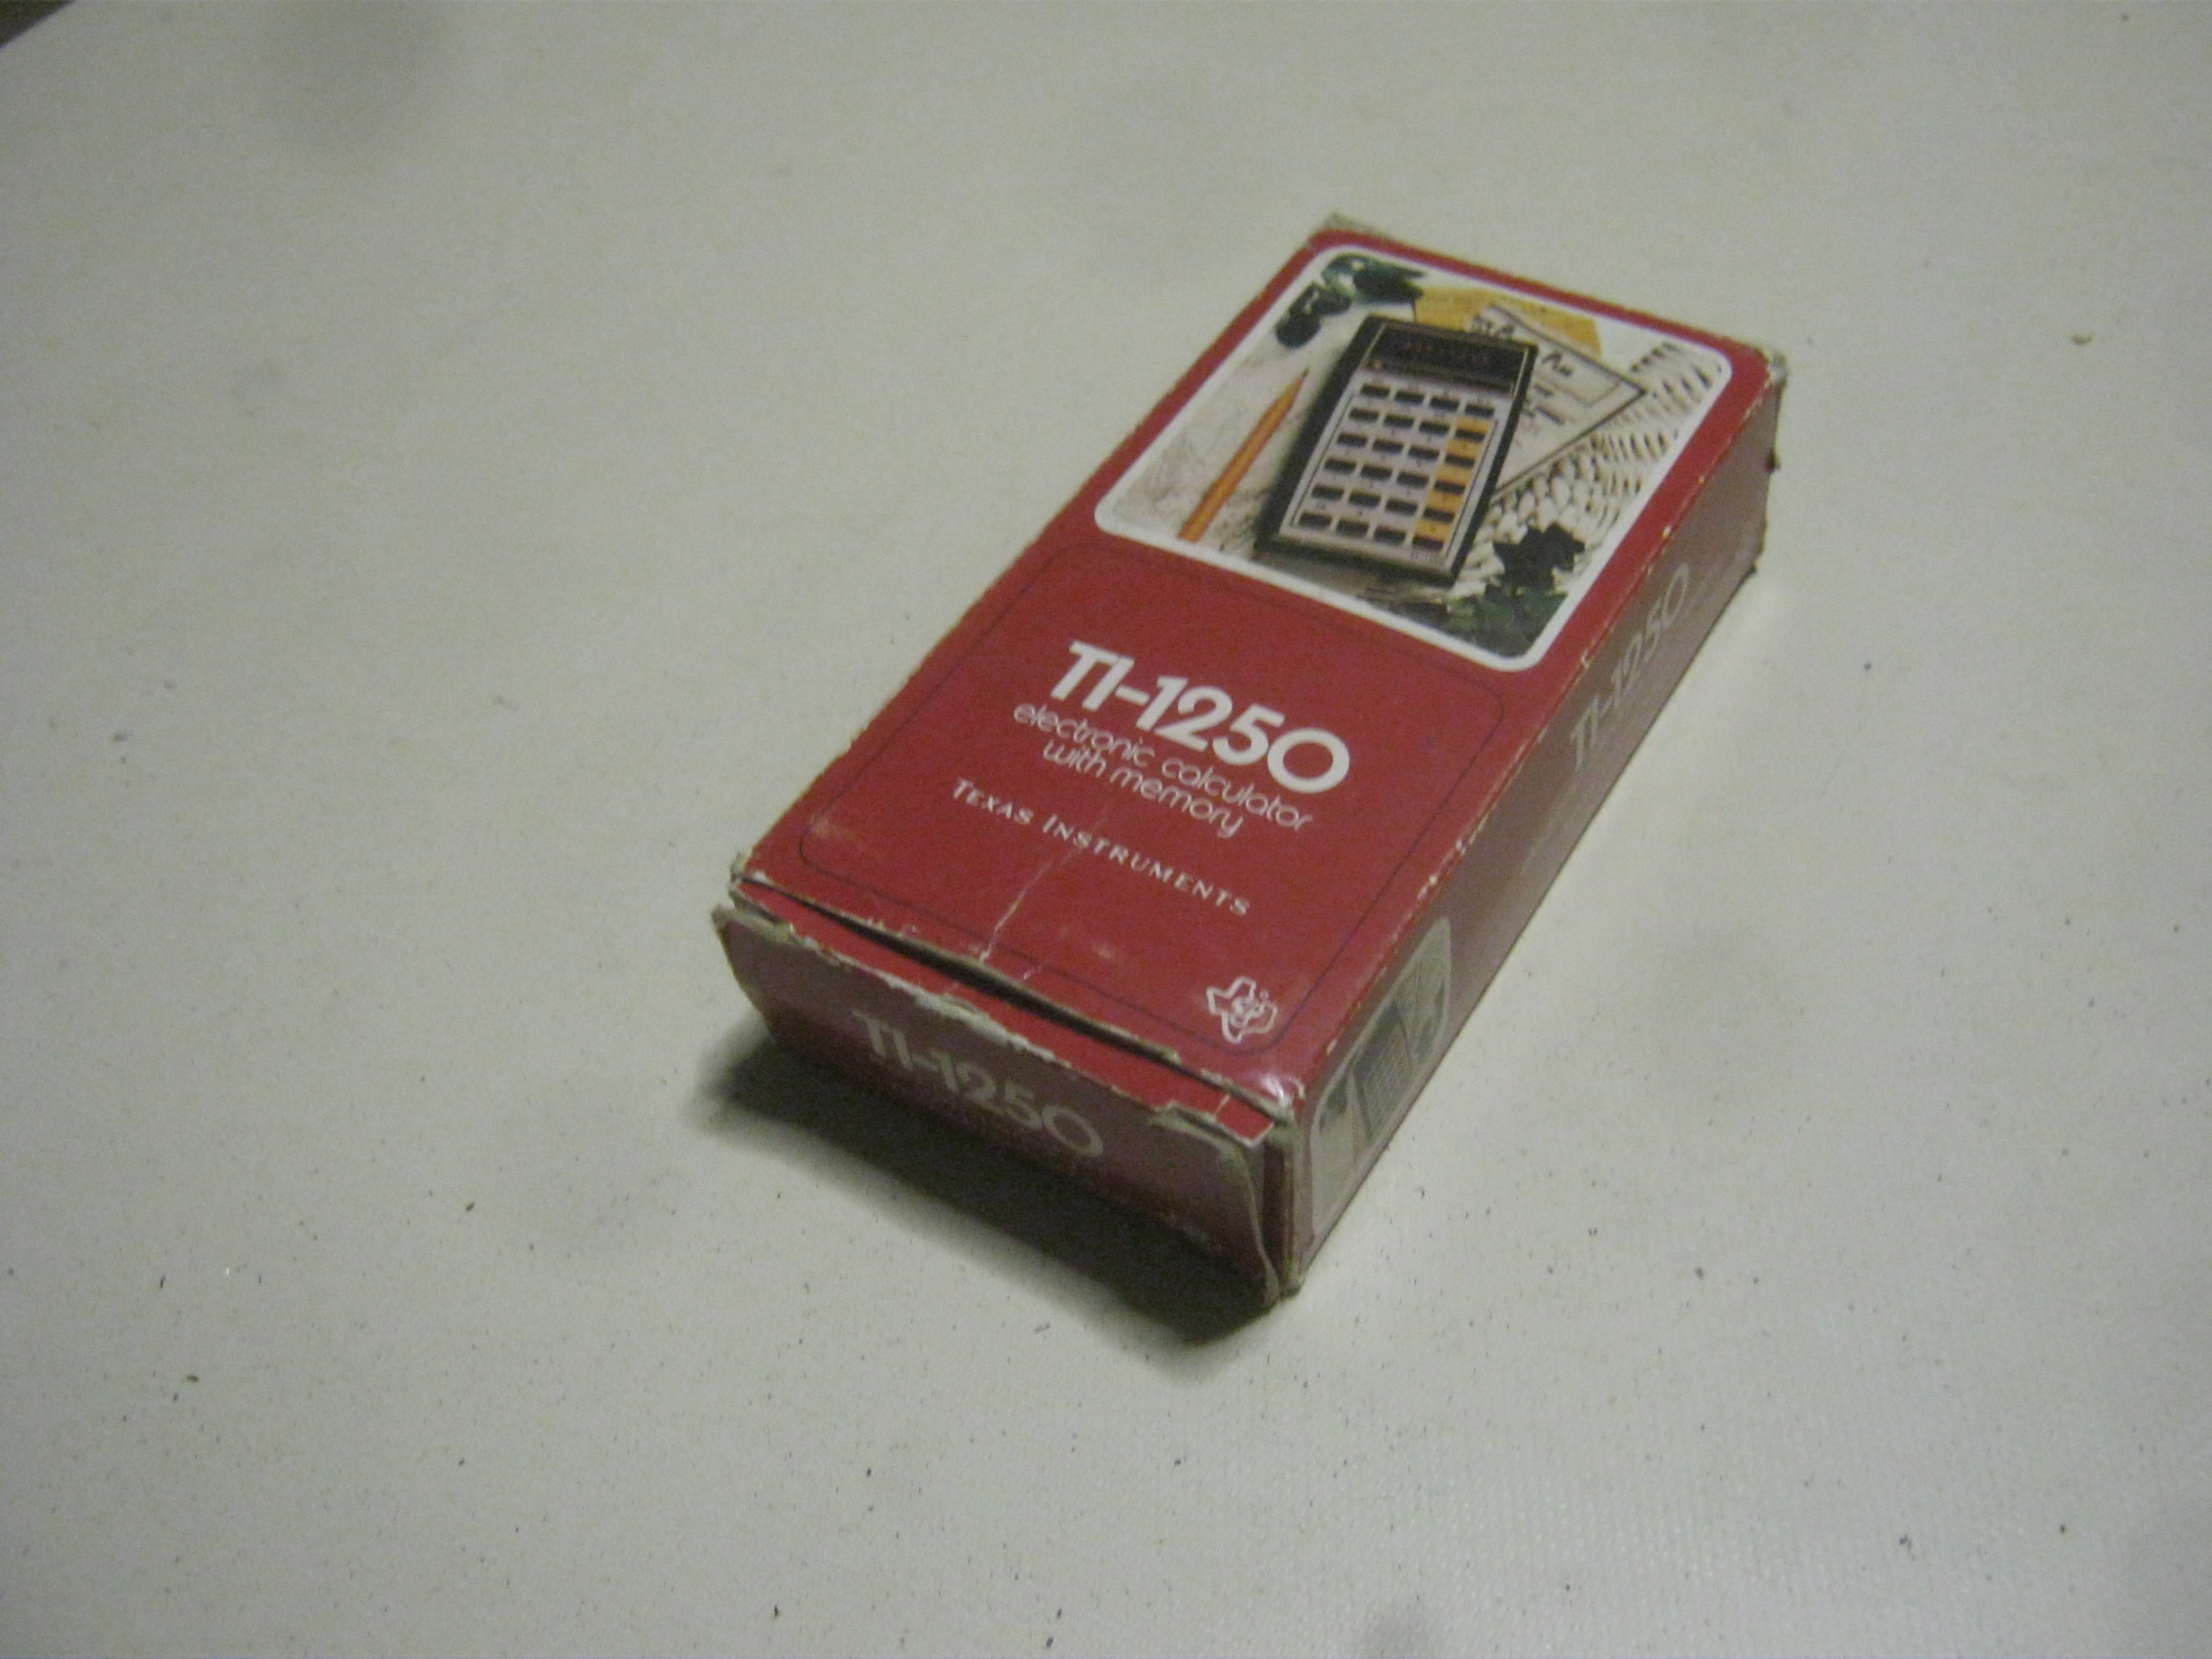 TI-1250
electronic calculator
with memory
TEXAS INSTRUMENTS
TI-1250
TI-1250